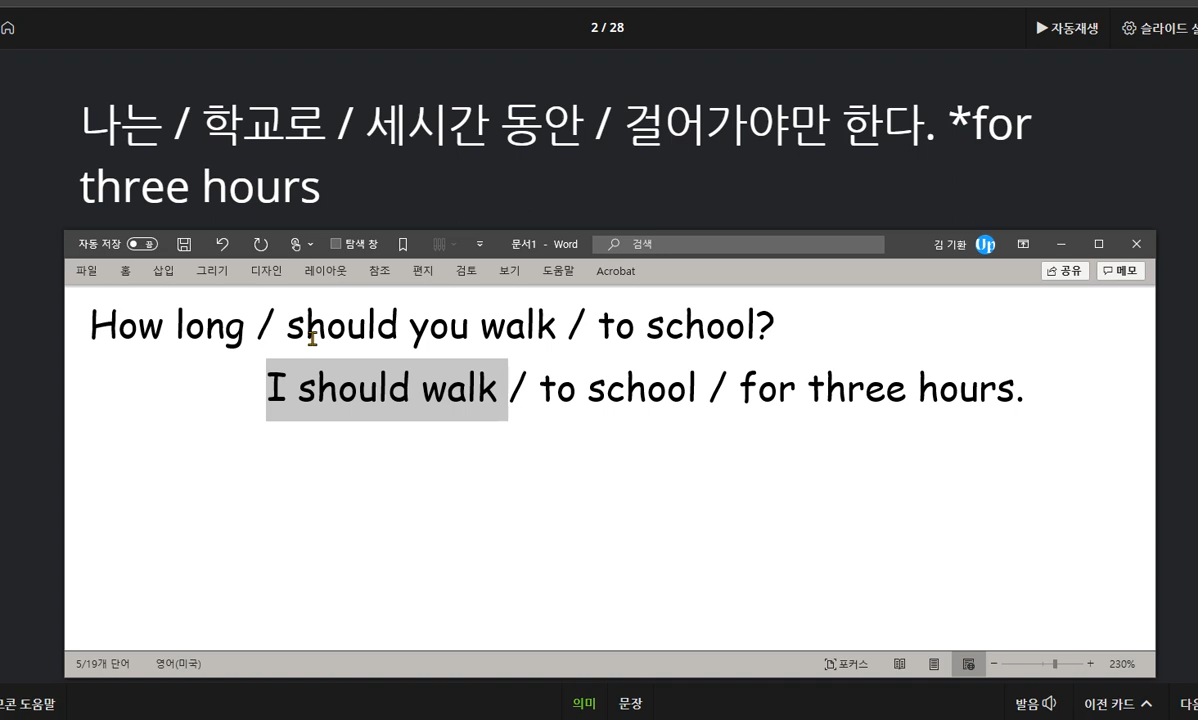 2 / 28
자동재생
슬라이드
나는 / 학교로 / 세시간 동안 / 걸어가야만 한다. *for
three hours
자동 저장 끔 탐색 창 문서1 - Word 검색 김 기환 Up
파일 홈 삽입 그리기 디자인 레이아웃 참조 편지 검토 보기 도움말 Acrobat 공유 메모
How long / should you walk / to school?
I should walk / to school / for three hours.
5/19개 단어 영어(미국) 포커스 230%
도움말 의미 문장 발음 이전 카드